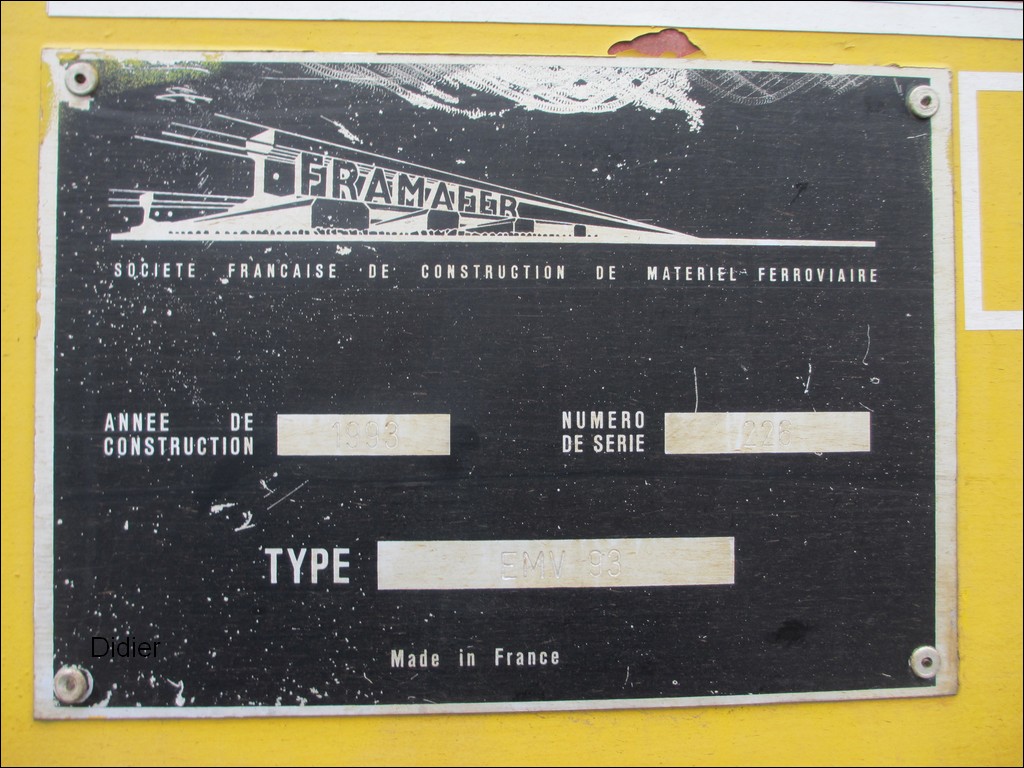 FRAMAFER
SOCIETE FRANCAISE DE CONSTRUCTION DE MATERIEL FERROVIAIRE
ANNEE DE
CONSTRUCTION
1993
NUMERO
DE SERIE
TYPE
EMV 93
Didier
Made in France